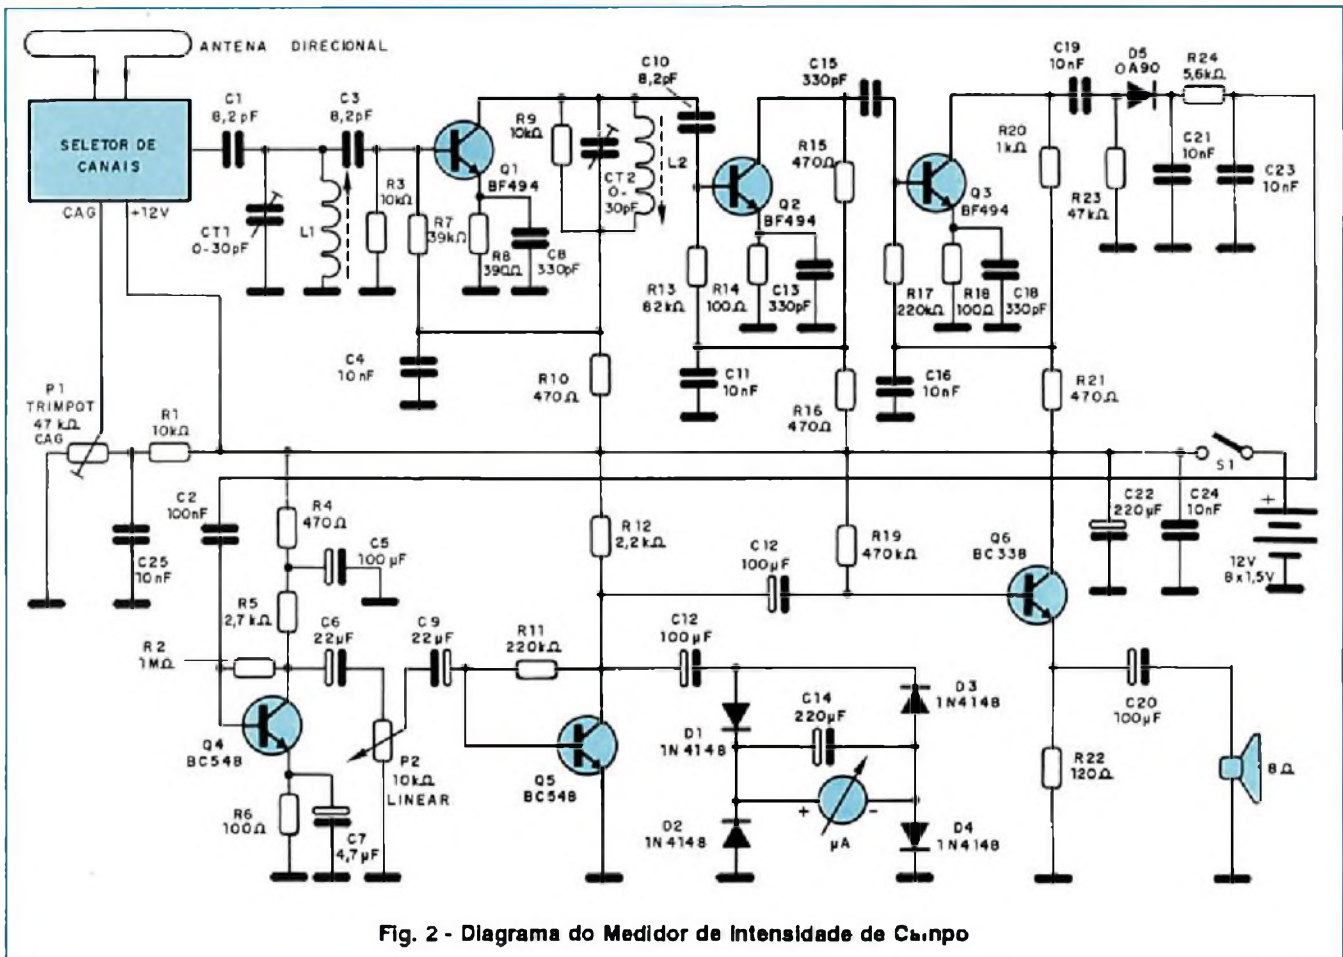 ANTENA DIRECIONAL
SELETOR DE
CANAIS
CAG
+12V
C1
8,2pF
C3
8,2pF
CT1
0-30pF
L1
R3
10kΩ
R7
39kΩ
Q1
BF494
R8
390Ω
C8
330pF
C4
10nF
R9
10kΩ
CT2
0-
30pF
L2
C10
8,2pF
R10
470Ω
Q2
BF494
R13
82kΩ
R14
100Ω
C13
330pF
C11
10nF
C15
330pF
R15
470Ω
R16
470Ω
Q3
BF494
R17
220kΩ
R18
100Ω
C18
330pF
C16
10nF
C19
10nF
R20
1kΩ
R21
470Ω
D5
OA90
R24
5,6kΩ
R23
47kΩ
C21
10nF
C23
10nF
P1
TRIMPOT
47kΩ
CAG
R1
10kΩ
C25
10nF
C2
100nF
R4
470Ω
C5
100µF
R5
2,7kΩ
R2
1MΩ
C6
22µF
C9
22µF
Q4
BC548
R6
100Ω
C7
4,7µF
P2
10kΩ
LINEAR
R11
220kΩ
R12
2,2kΩ
Q5
BC548
C12
100µF
C12
100µF
R19
470kΩ
D1
1N4148
D2
1N4148
C14
220µF
+
-
µA
D3
1N4148
D4
1N4148
Q6
BC338
R22
120Ω
C20
100µF
8Ω
C22
220µF
C24
10nF
S1
+
12V
8x1,5V
Fig. 2 - Diagrama do Medidor de Intensidade de Campo